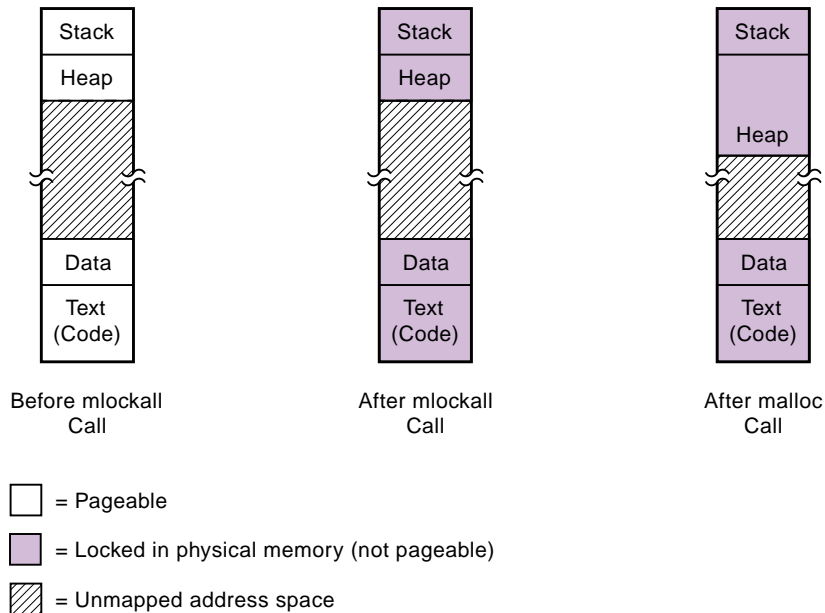 Stack
Heap
Data
Text
(Code)
Before mlockall
Call
Stack
Heap
Data
Text
(Code)
After mlockall
Call
Stack
Heap
Data
Text
(Code)
After malloc
Call
= Pageable
= Locked in physical memory (not pageable)
= Unmapped address space